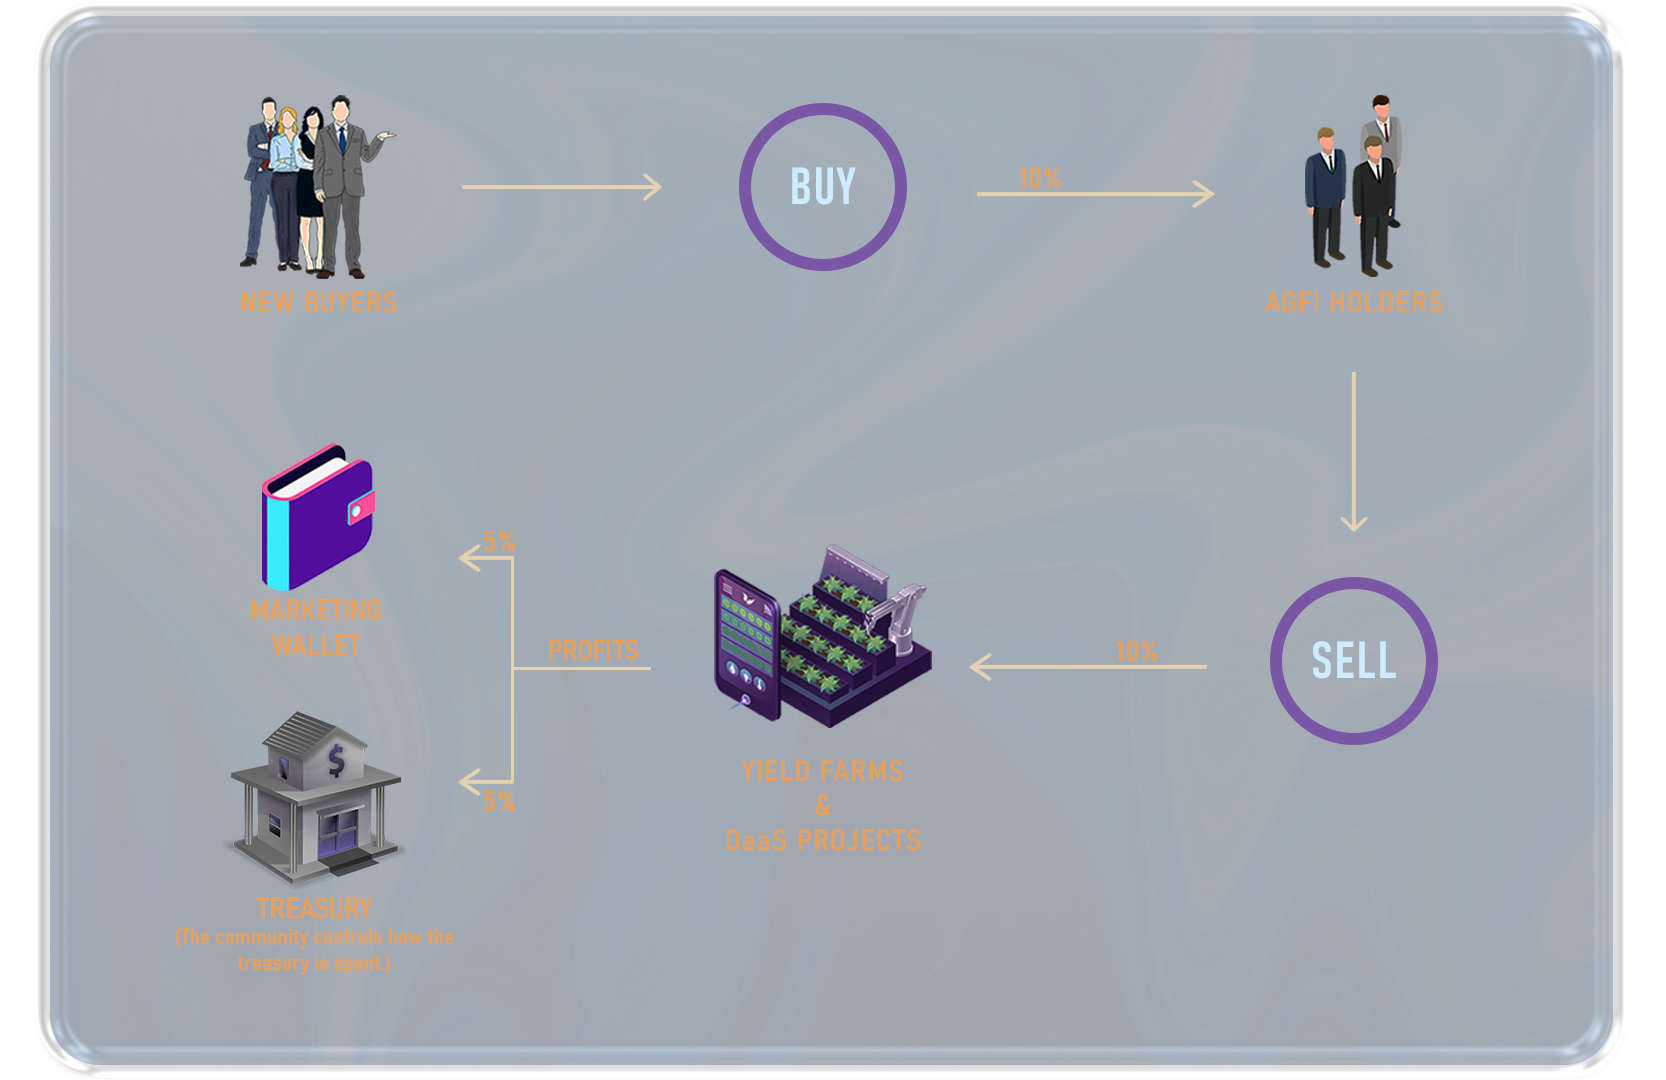 BUY
10%
NEW BUYERS
AGFI HOLDERS
5%
MARKETING
WALLET
PROFITS
10%
SELL
YIELD FARMS
&
DaaS PROJECTS
5%
$
TREASURY
(The community controls how the
treasury is spent.)